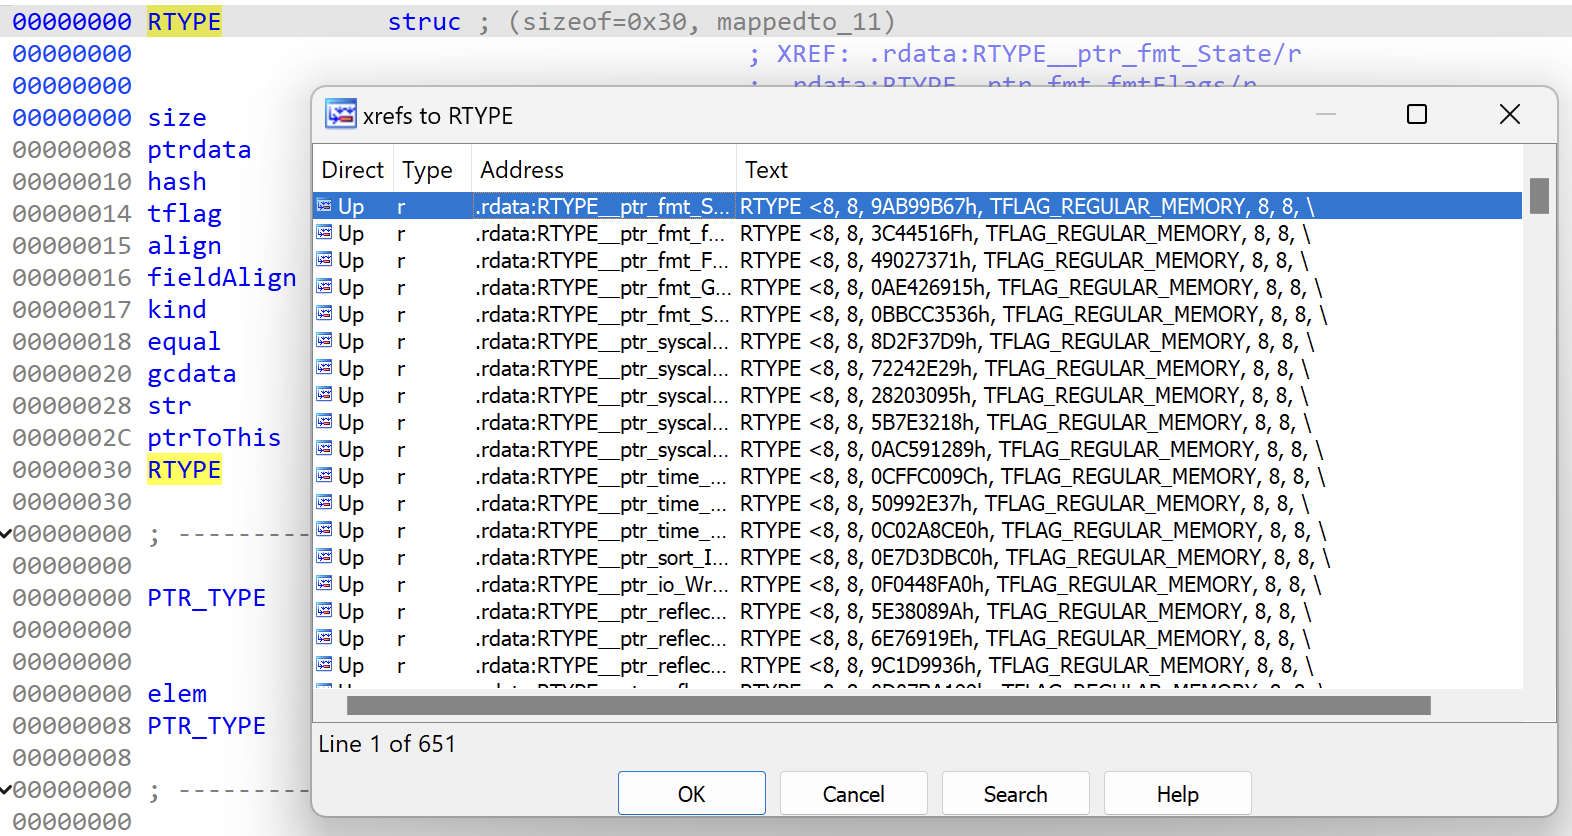 00000000 RTYPE struc ; (sizeof=0x30, mappedto_11)
00000000 ; XREF: .rdata:RTYPE__ptr_fmt_State/r
00000000 ; .rdata:RTYPE__ptr_fmt_fmtFlags/r
00000000 size
00000008 ptrdata
00000010 hash
00000014 tflag
00000015 align
00000016 fieldAlign
00000017 kind
00000018 equal
00000020 gcdata
00000028 str
0000002C ptrToThis
00000030 RTYPE
00000030
00000000 ; ---------
00000000
00000000 PTR_TYPE
00000000
00000000
00000000 elem
00000008 PTR_TYPE
00000008
00000000 ; ---------
00000000
xrefs to RTYPE
Direct Type Address Text
Up r .rdata:RTYPE__ptr_fmt_S... RTYPE <8, 8, 9AB99B67h, TFLAG_REGULAR_MEMORY, 8, 8, \
Up r .rdata:RTYPE__ptr_fmt_f... RTYPE <8, 8, 3C44516Fh, TFLAG_REGULAR_MEMORY, 8, 8, \
Up r .rdata:RTYPE__ptr_fmt_F... RTYPE <8, 8, 49027371h, TFLAG_REGULAR_MEMORY, 8, 8, \
Up r .rdata:RTYPE__ptr_fmt_G... RTYPE <8, 8, 0AE426915h, TFLAG_REGULAR_MEMORY, 8, 8, \
Up r .rdata:RTYPE__ptr_fmt_S... RTYPE <8, 8, 0BBCC3536h, TFLAG_REGULAR_MEMORY, 8, 8, \
Up r .rdata:RTYPE__ptr_syscal... RTYPE <8, 8, 8D2F37D9h, TFLAG_REGULAR_MEMORY, 8, 8, \
Up r .rdata:RTYPE__ptr_syscal... RTYPE <8, 8, 72242E29h, TFLAG_REGULAR_MEMORY, 8, 8, \
Up r .rdata:RTYPE__ptr_syscal... RTYPE <8, 8, 28203095h, TFLAG_REGULAR_MEMORY, 8, 8, \
Up r .rdata:RTYPE__ptr_syscal... RTYPE <8, 8, 5B7E3218h, TFLAG_REGULAR_MEMORY, 8, 8, \
Up r .rdata:RTYPE__ptr_syscal... RTYPE <8, 8, 0AC591289h, TFLAG_REGULAR_MEMORY, 8, 8, \
Up r .rdata:RTYPE__ptr_time_... RTYPE <8, 8, 0CFFC009Ch, TFLAG_REGULAR_MEMORY, 8, 8, \
Up r .rdata:RTYPE__ptr_time_... RTYPE <8, 8, 50992E37h, TFLAG_REGULAR_MEMORY, 8, 8, \
Up r .rdata:RTYPE__ptr_time_... RTYPE <8, 8, 0C02A8CE0h, TFLAG_REGULAR_MEMORY, 8, 8, \
Up r .rdata:RTYPE__ptr_sort_I... RTYPE <8, 8, 0E7D3DBC0h, TFLAG_REGULAR_MEMORY, 8, 8, \
Up r .rdata:RTYPE__ptr_io_Wr... RTYPE <8, 8, 0F0448FA0h, TFLAG_REGULAR_MEMORY, 8, 8, \
Up r .rdata:RTYPE__ptr_reflec... RTYPE <8, 8, 5E38089Ah, TFLAG_REGULAR_MEMORY, 8, 8, \
Up r .rdata:RTYPE__ptr_reflec... RTYPE <8, 8, 6E76919Eh, TFLAG_REGULAR_MEMORY, 8, 8, \
Up r .rdata:RTYPE__ptr_reflec... RTYPE <8, 8, 9C1D9936h, TFLAG_REGULAR_MEMORY, 8, 8, \
Line 1 of 651
OK Cancel Search Help